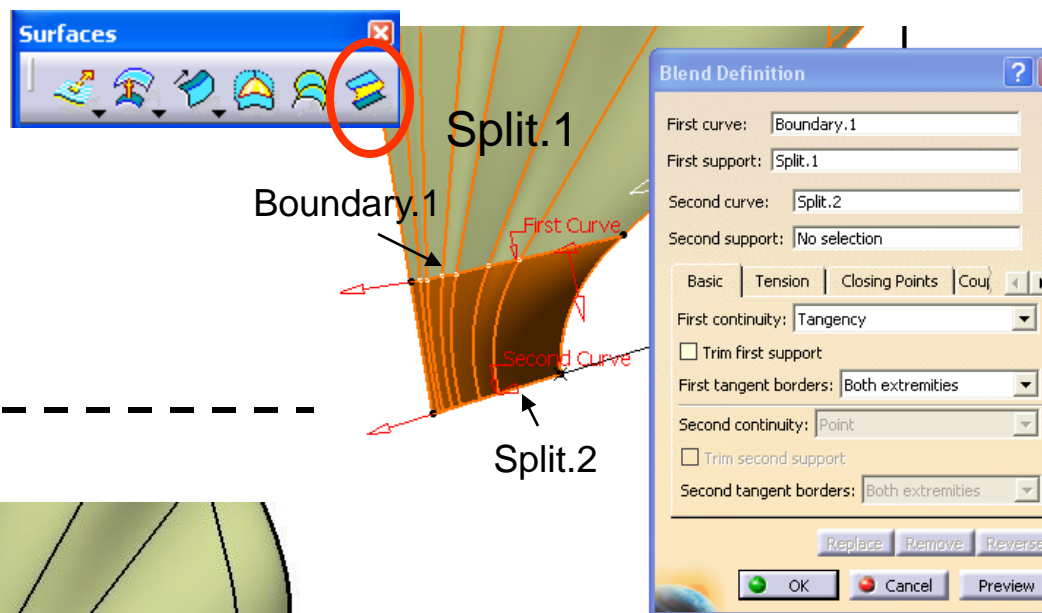 Surfaces
Split.1
Boundary.1
First Curve
Second Curve
Split.2
Blend Definition
?
First curve: Boundary.1
First support: Split.1
Second curve: Split.2
Second support: No selection
Basic Tension Closing Points Coup
First continuity: Tangency
Trim first support
First tangent borders: Both extremities
Second continuity: Point
Trim second support
Second tangent borders: Both extremities
Replace Remove Reverse
OK Cancel Preview